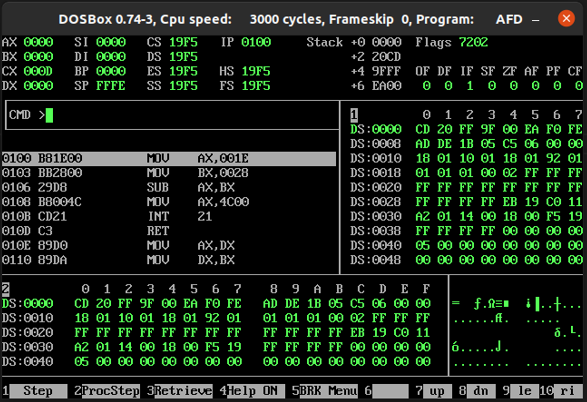 DOSBox 0.74-3, Cpu speed: 3000 cycles, Frameskip 0, Program: AFD
AX 0000 SI 0000 CS 19F5 IP 0100 Stack +0 0000 Flags 7202
BX 0000 DI 0000 DS 19F5 +2 20CD
CX 000D BP 0000 ES 19F5 HS 19F5 +4 9FFF OF DF IF SF ZF AF PF CF
DX 0000 SP FFFE SS 19F5 FS 19F5 +6 EA00 0 0 1 0 0 0 0 0
CMD >
1 0 1 2 3 4 5 6 7
DS:0000 CD 20 FF 9F 00 EA F0 FE
DS:0008 AD DE 1B 05 C5 06 00 00
DS:0010 18 01 10 01 18 01 92 01
DS:0018 01 01 01 00 02 FF FF FF
DS:0020 FF FF FF FF FF FF FF FF
DS:0028 FF FF FF FF EB 19 C0 11
DS:0030 A2 01 14 00 18 00 F5 19
DS:0038 FF FF FF FF 00 00 00 00
DS:0040 05 00 00 00 00 00 00 00
DS:0048 00 00 00 00 00 00 00 00
0100 B81E00 MOV AX,001E
0103 BB2800 MOV BX,0028
0106 29D8 SUB AX,BX
0108 B8004C MOV AX,4C00
010B CD21 INT 21
010D C3 RET
010E 89D0 MOV AX,DX
0110 89DA MOV DX,BX
2 0 1 2 3 4 5 6 7 8 9 A B C D E F
DS:0000 CD 20 FF 9F 00 EA F0 FE AD DE 1B 05 C5 06 00 00
DS:0010 18 01 10 01 18 01 92 01 01 01 01 00 02 FF FF FF
DS:0020 FF FF FF FF FF FF FF FF FF FF FF FF EB 19 C0 11
DS:0030 A2 01 14 00 18 00 F5 19 FF FF FF FF 00 00 00 00
DS:0040 05 00 00 00 00 00 00 00 00 00 00 00 00 00 00 00
1 Step 2ProcStep 3Retrieve 4Help ON 5BRK Menu 6 7 up 8 dn 9 le 10 ri